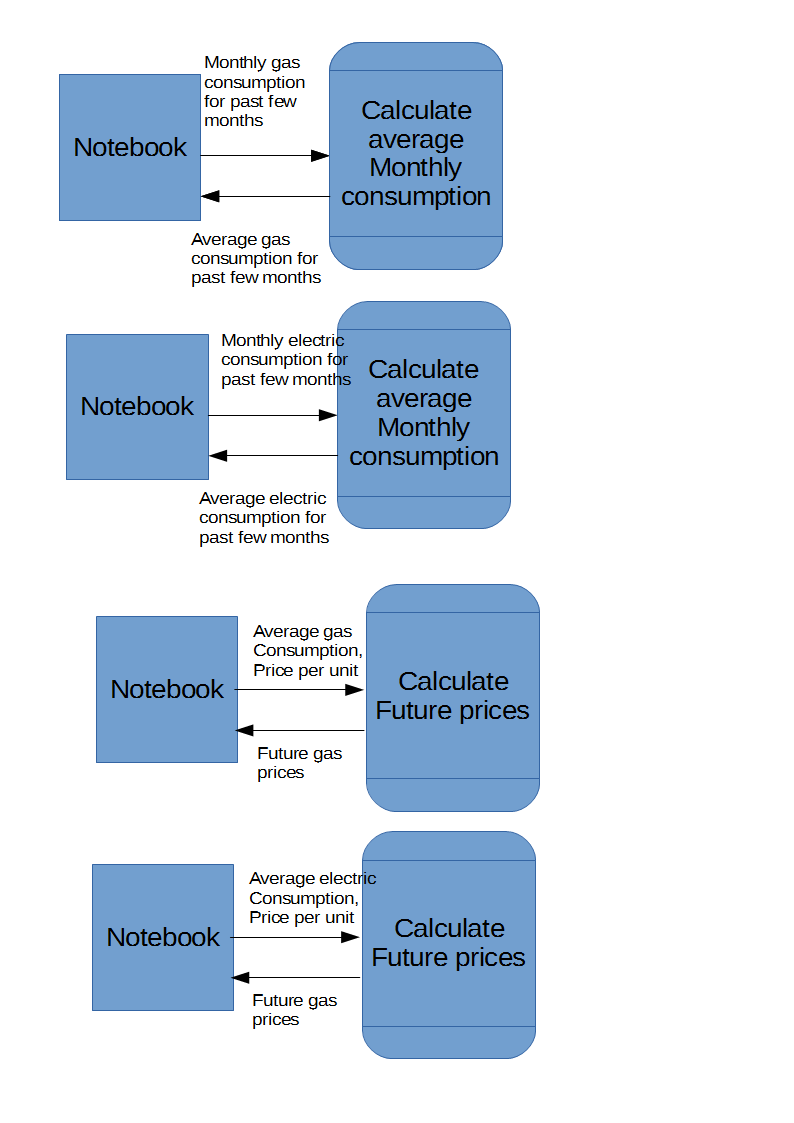 Monthly gas
consumption
for past few
months
Notebook
Calculate
average
Monthly
consumption
Average gas
consumption for
past few months
Monthly electric
consumption for
past few months
Notebook
Calculate
average
Monthly
consumption
Average electric
consumption for
past few months
Average gas
Consumption,
Price per unit
Notebook
Calculate
Future prices
Future gas
prices
Average electric
Consumption,
Price per unit
Notebook
Calculate
Future prices
Future gas
prices